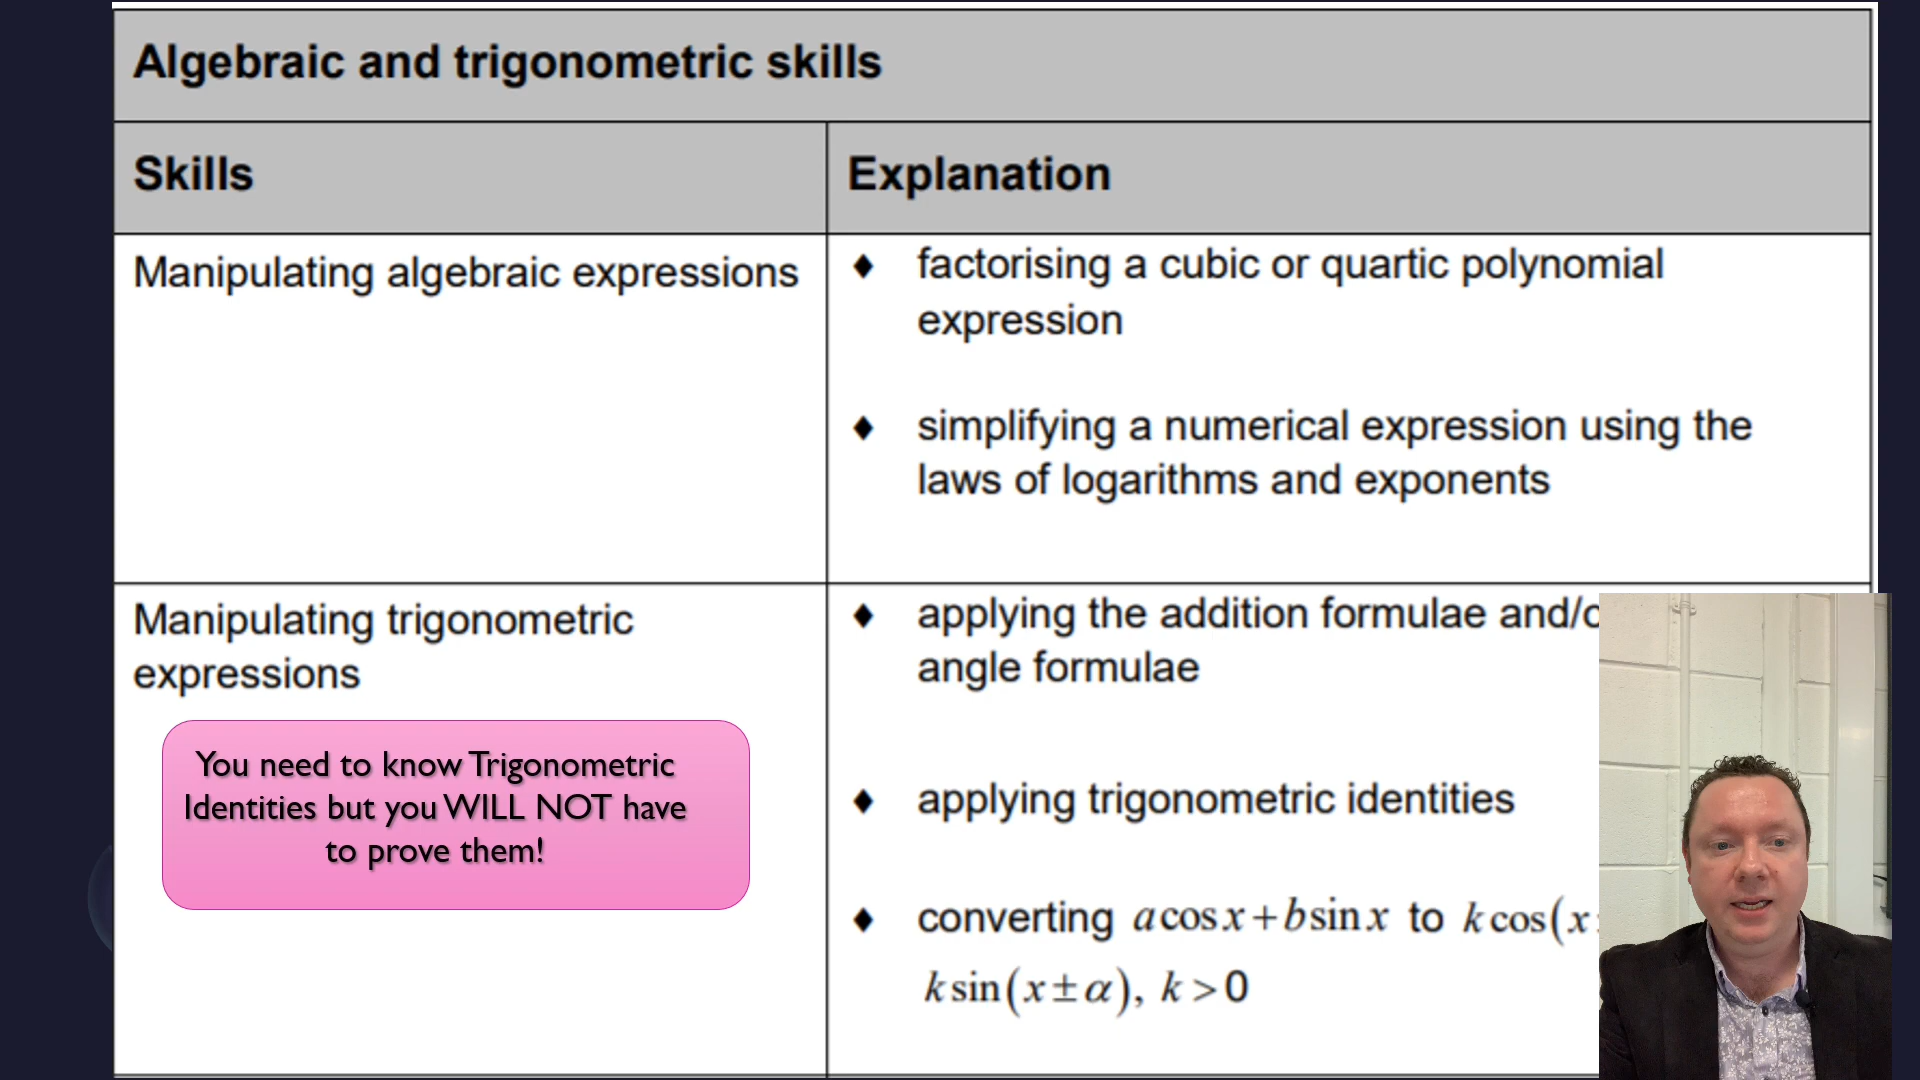 Algebraic and trigonometric skills
Skills
Explanation
Manipulating algebraic expressions
♦ factorising a cubic or quartic polynomial
expression
♦ simplifying a numerical expression using the
laws of logarithms and exponents
Manipulating trigonometric
expressions
You need to know Trigonometric
Identities but you WILL NOT have
to prove them!
♦ applying the addition formulae
angle formulae
♦ applying trigonometric identities
♦ converting a cos x + b sin x to k cos(x
k sin(x ± α), k > 0